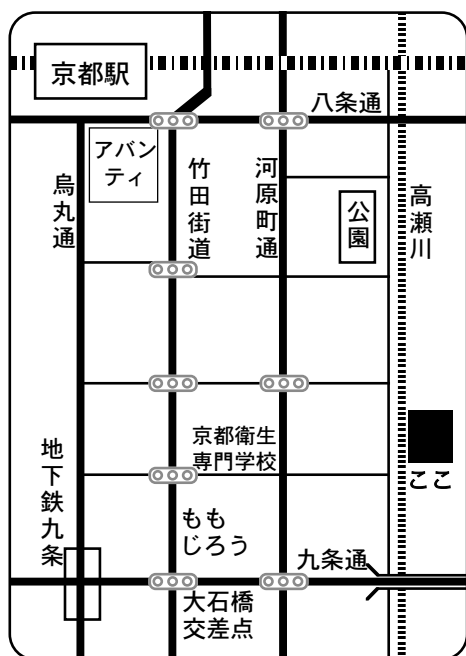 京都駅
八条通
アバン
ティ
烏丸通
竹田街道
河原町通
公園
高瀬川
京都衛生
専門学校
ここ
地下鉄九条
もも
じろう
九条通
大石橋
交差点